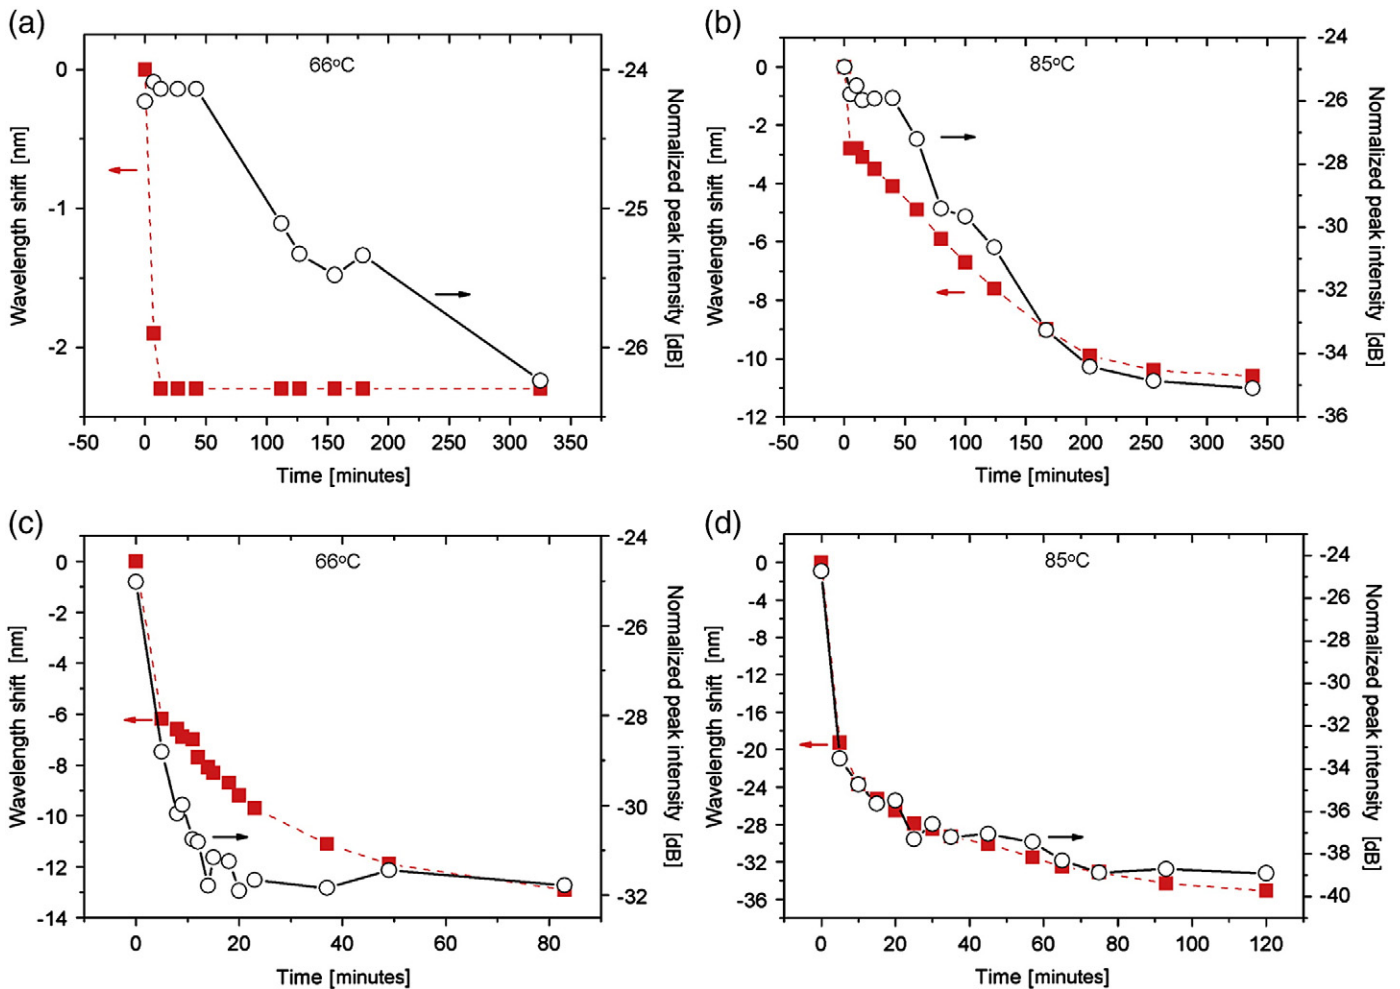 (a)
66°C
0
-1
-2
-24
-25
-26
Wavelength shift [nm]
Normalized peak intensity [dB]
-50 0 50 100 150 200 250 300 350
Time [minutes]
(b)
85°C
0
-2
-4
-6
-8
-10
-12
-24
-26
-28
-30
-32
-34
-36
Wavelength shift [nm]
Normalized peak intensity [dB]
-50 0 50 100 150 200 250 300 350
Time [minutes]
(c)
66°C
0
-2
-4
-6
-8
-10
-12
-14
-24
-26
-28
-30
-32
Wavelength shift [nm]
Normalized peak intensity [dB]
0 20 40 60 80
Time [minutes]
(d)
85°C
0
-4
-8
-12
-16
-20
-24
-28
-32
-36
-24
-26
-28
-30
-32
-34
-36
-38
-40
Wavelength shift [nm]
Normalized peak intensity [dB]
0 20 40 60 80 100 120
Time [minutes]